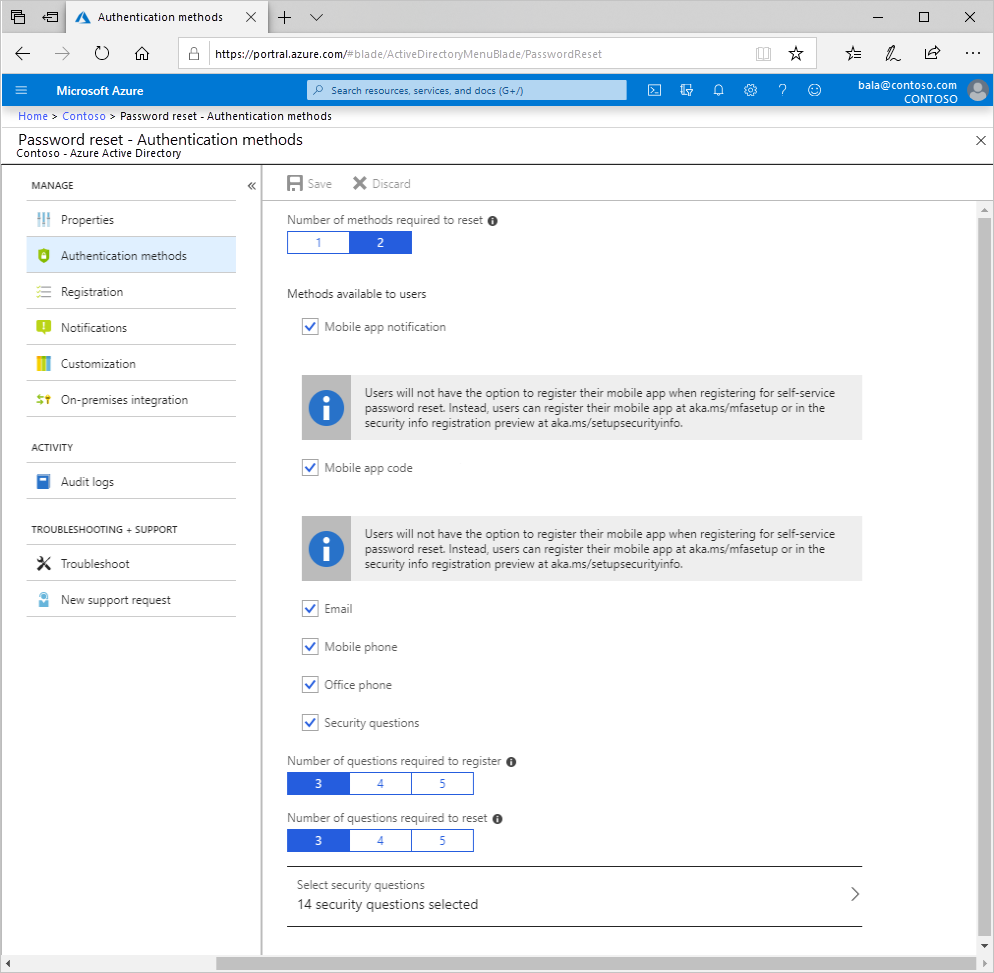 Authentication methods
https://portral.azure.com/#blade/ActiveDirectoryMenuBlade/PasswordReset
Microsoft Azure
Search resources, services, and docs (G+/)
bala@contoso.com
CONTOSO
Home > Contoso > Password reset - Authentication methods
Password reset - Authentication methods
Contoso - Azure Active Directory
MANAGE
Properties
Authentication methods
Registration
Notifications
Customization
On-premises integration
ACTIVITY
Audit logs
TROUBLESHOOTING + SUPPORT
Troubleshoot
New support request
Save Discard
Number of methods required to reset
1 2
Methods available to users
Mobile app notification
Users will not have the option to register their mobile app when registering for self-service
password reset. Instead, users can register their mobile app at aka.ms/mfasetup or in the
security info registration preview at aka.ms/setupsecurityinfo.
Mobile app code
Users will not have the option to register their mobile app when registering for self-service
password reset. Instead, users can register their mobile app at aka.ms/mfasetup or in the
security info registration preview at aka.ms/setupsecurityinfo.
Email
Mobile phone
Office phone
Security questions
Number of questions required to register
3 4 5
Number of questions required to reset
3 4 5
Select security questions
14 security questions selected